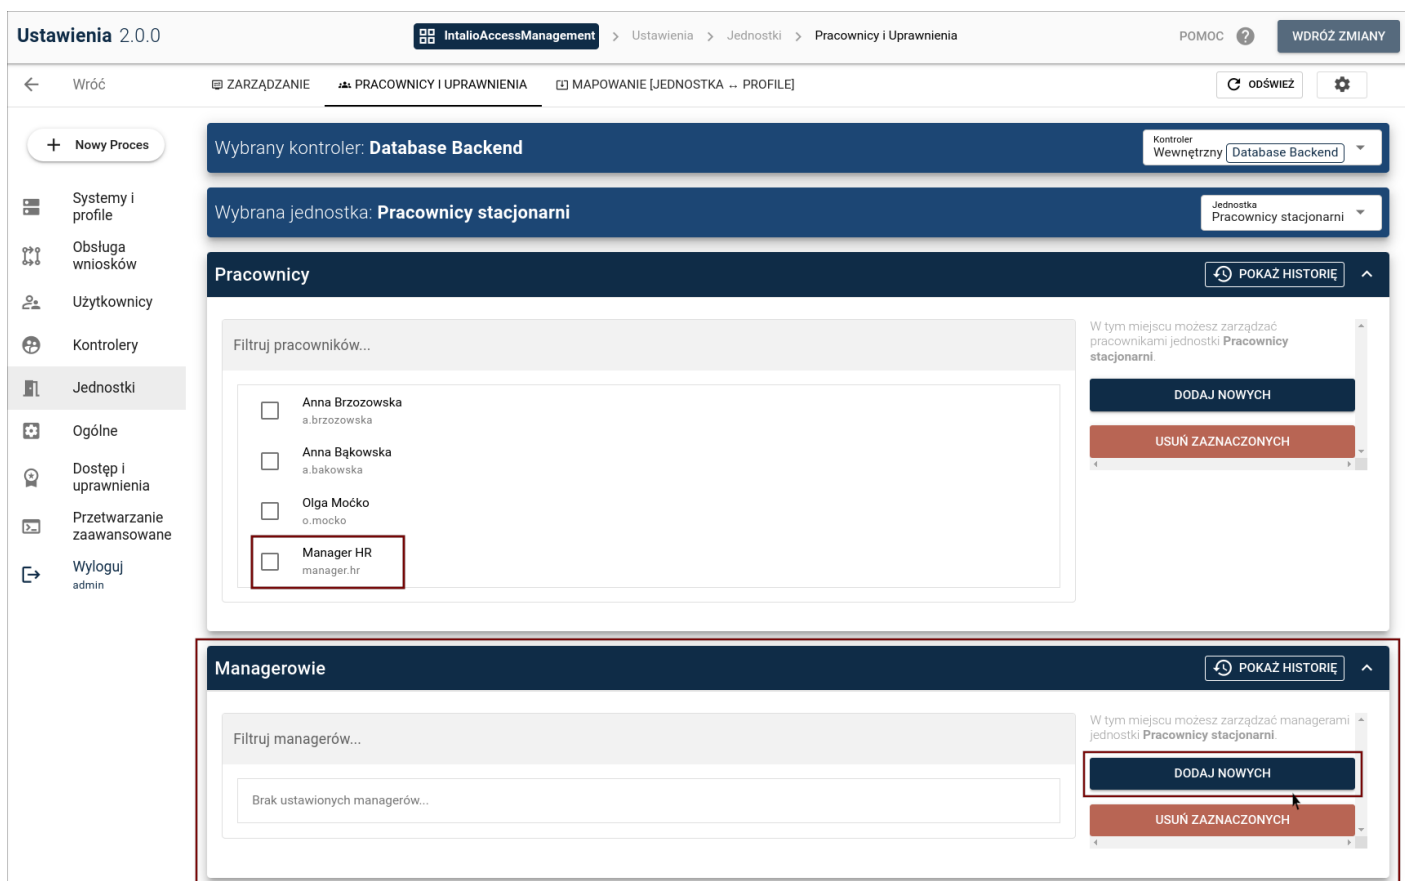 Ustawienia 2.0.0
IntalioAccessManagement > Ustawienia > Jednostki > Pracownicy i Uprawnienia
POMOC
WDRÓŻ ZMIANY
Wróć
ZARZĄDZANIE
PRACOWNICY I UPRAWNIENIA
MAPOWANIE [JEDNOSTKA ↔ PROFILE]
ODŚWIEŻ
Nowy Proces
Systemy i
profile
Obsługa
wniosków
Użytkownicy
Kontrolery
Jednostki
Ogólne
Dostęp i
uprawnienia
Przetwarzanie
zaawansowane
Wyloguj
admin
Wybrany kontroler: Database Backend
Kontroler
Wewnętrzny Database Backend
Wybrana jednostka: Pracownicy stacjonarni
Jednostka
Pracownicy stacjonarni
Pracownicy
POKAŻ HISTORIĘ
Filtruj pracowników...
Anna Brzozowska
a.brzozowska
Anna Bąkowska
a.bakowska
Olga Moćko
o.mocko
Manager HR
manager.hr
W tym miejscu możesz zarządzać
pracownikami jednostki Pracownicy
stacjonarni.
DODAJ NOWYCH
USUŃ ZAZNACZONYCH
Managerowie
POKAŻ HISTORIĘ
Filtruj managerów...
Brak ustawionych managerów...
W tym miejscu możesz zarządzać managerami
jednostki Pracownicy stacjonarni.
DODAJ NOWYCH
USUŃ ZAZNACZONYCH